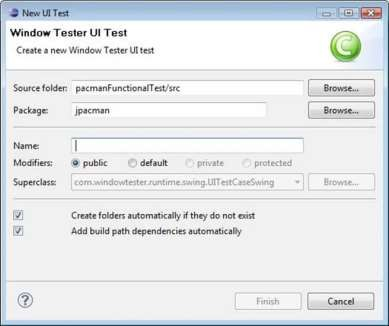 New UI Test
Window Tester UI Test
Create a new Window Tester UI test
Source folder: pacmanFunctionalTest/src Browse...
Package: jpacman Browse...
Name:
Modifiers: public default private protected
Superclass: com.windowtester.runtime.swing.UITestCaseSwing Browse...
Create folders automatically if they do not exist
Add build path dependencies automatically
? Finish Cancel